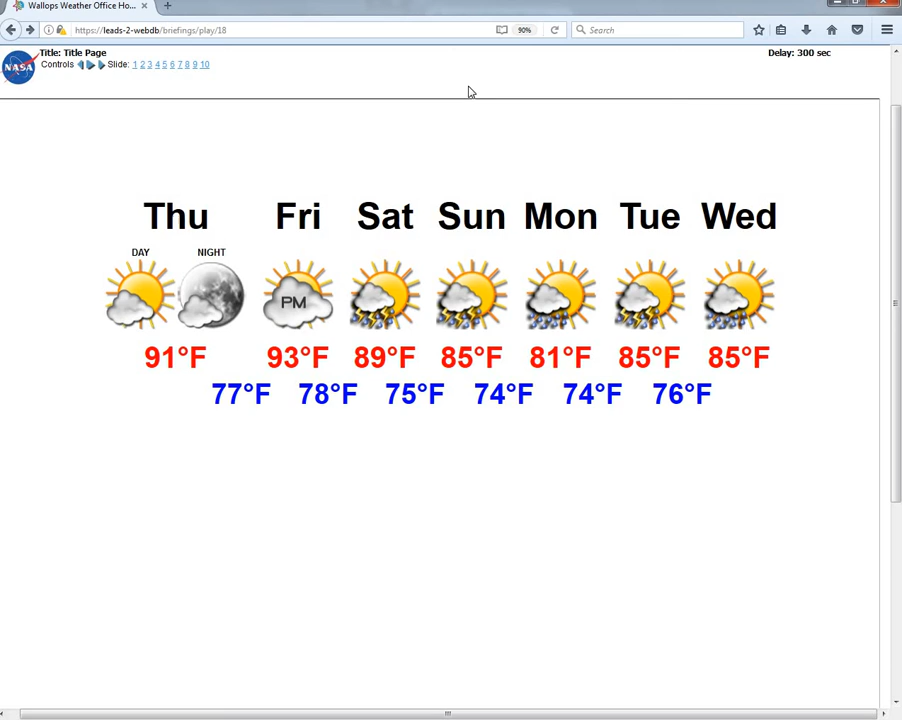 Wallops Weather Office Ho...
https://leads-2-webdb/briefings/play/18
90%
Search
NASA
Title: Title Page
Delay: 300 sec
Controls Slide: 1 2 3 4 5 6 7 8 9 10
Thu Fri Sat Sun Mon Tue Wed
DAY NIGHT
PM
91°F 93°F 89°F 85°F 81°F 85°F 85°F
77°F 78°F 75°F 74°F 74°F 76°F